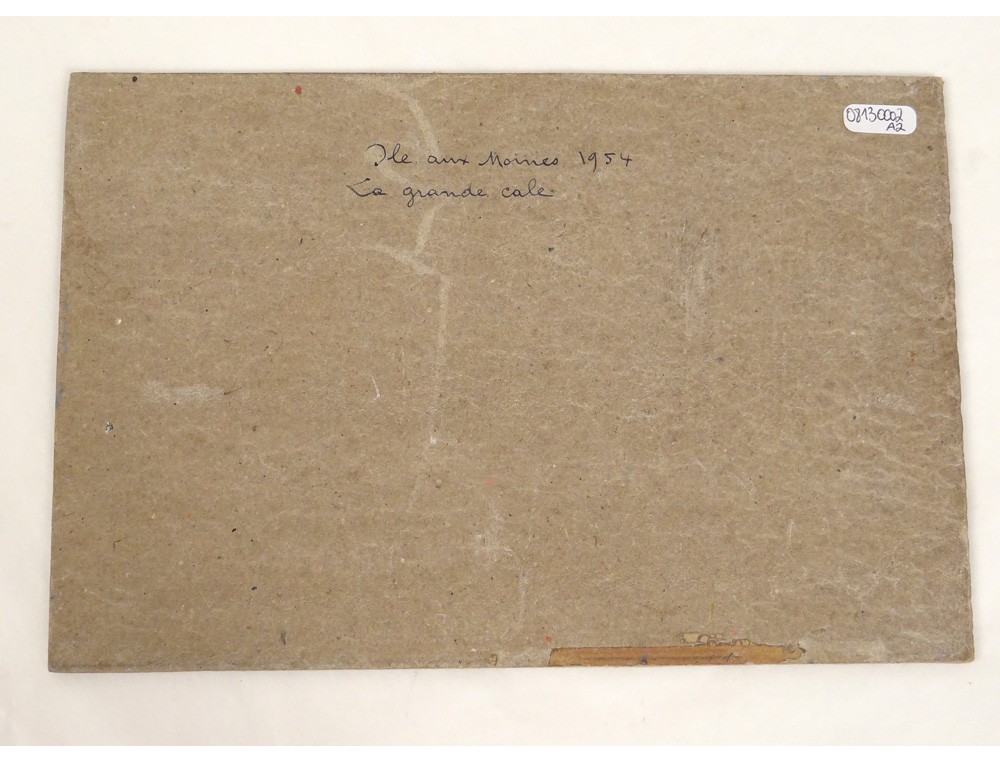 08130002
A2
Ile aux Moines 1954
La grande cale